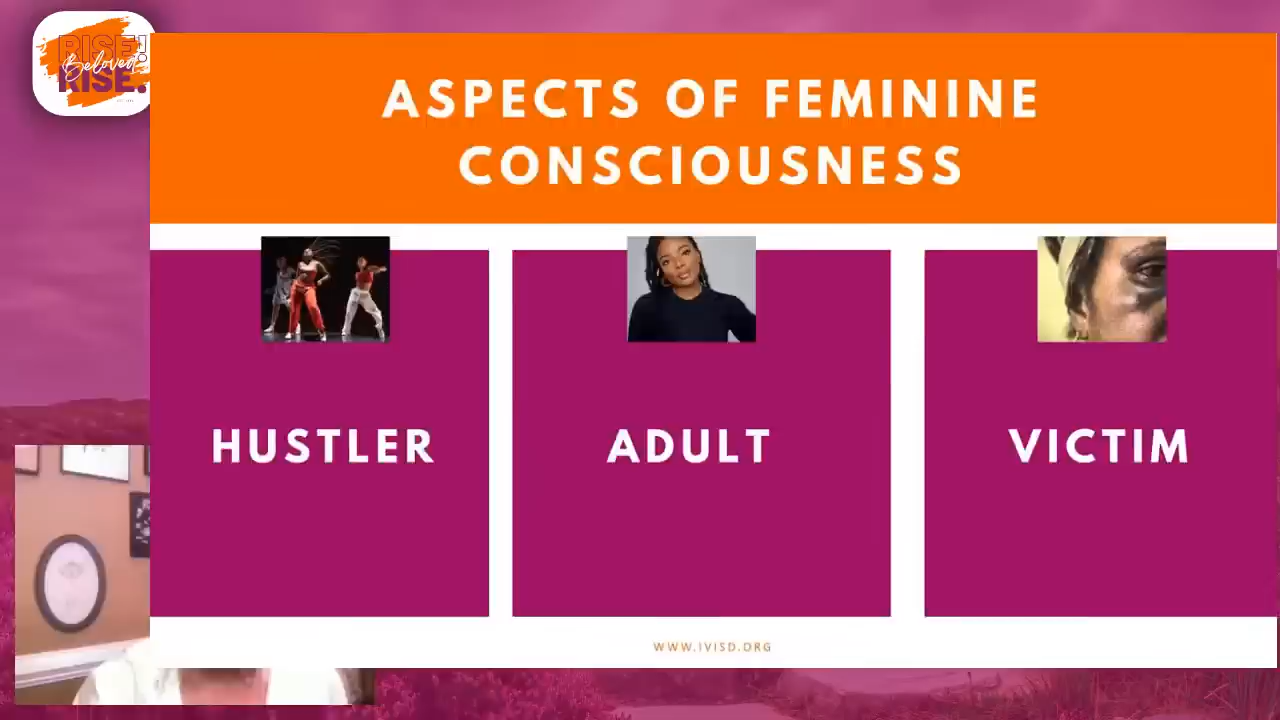 RISE!
Beloved
RISE.
ASPECTS OF FEMININE
CONSCIOUSNESS
HUSTLER
ADULT
VICTIM
WWW.IVISD.ORG